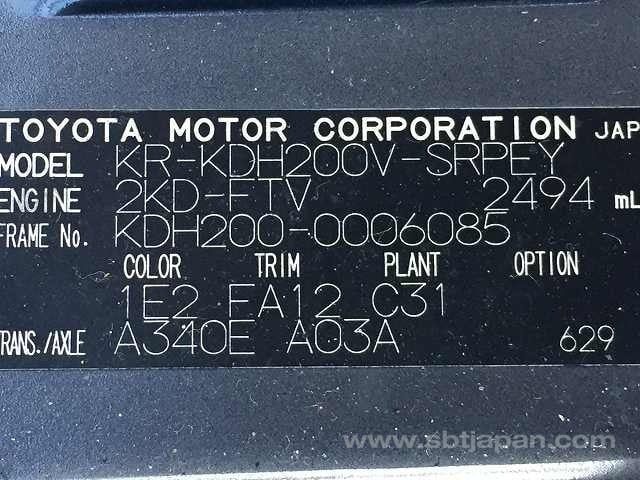 TOYOTA MOTOR CORPORATION JAP
MODEL KR-KDH200V-SRPEY
ENGINE 2KD-FTV 2494 mL
FRAME No. KDH200-0006085
COLOR TRIM PLANT OPTION
1E2 FA12 C31
TRANS./AXLE A340E A03A 629
www.sbtjapan.com